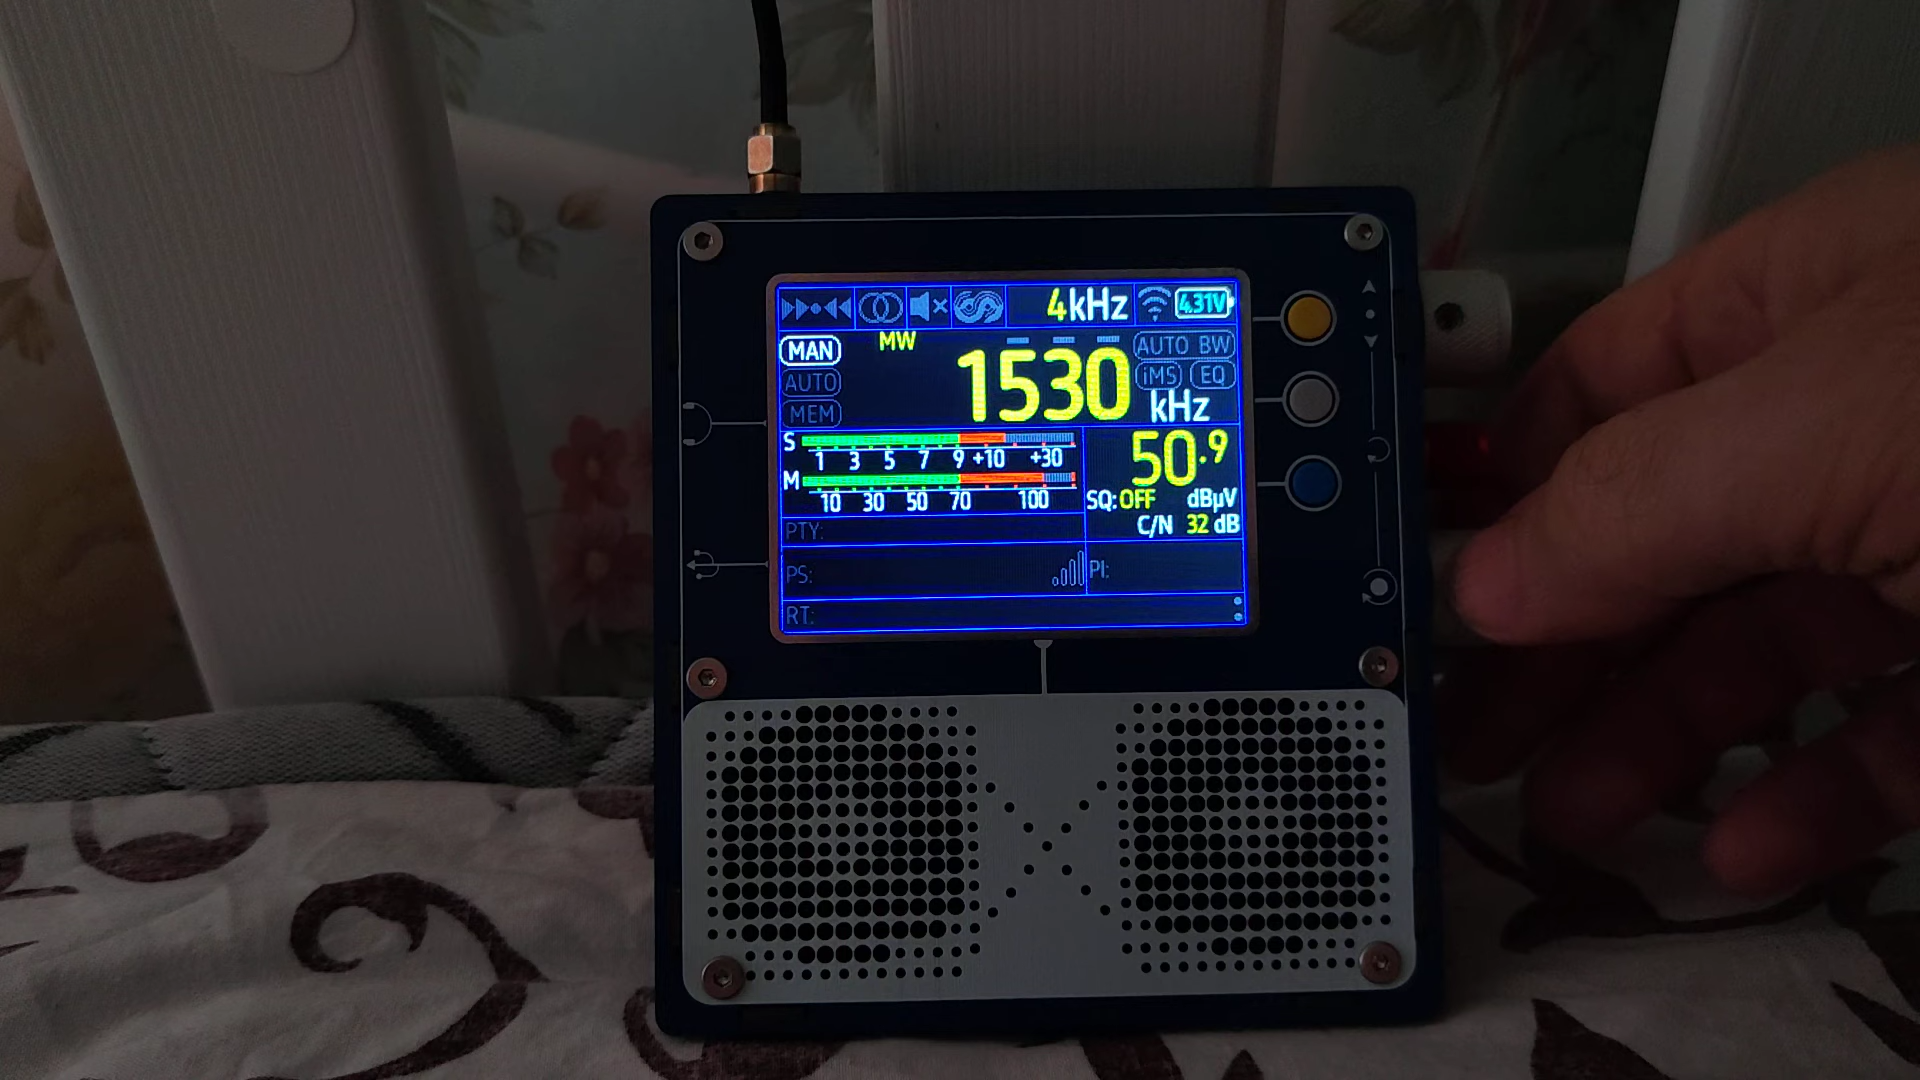 4kHz 4.31V
MAN MW 1530 kHz AUTO BW
AUTO iMS EQ
MEM
S 1 3 5 7 9 +10 +30
M 10 30 50 70 100
50.9
SQ:OFF dBµV
C/N 32 dB
PTY:
PS: PI:
RT: